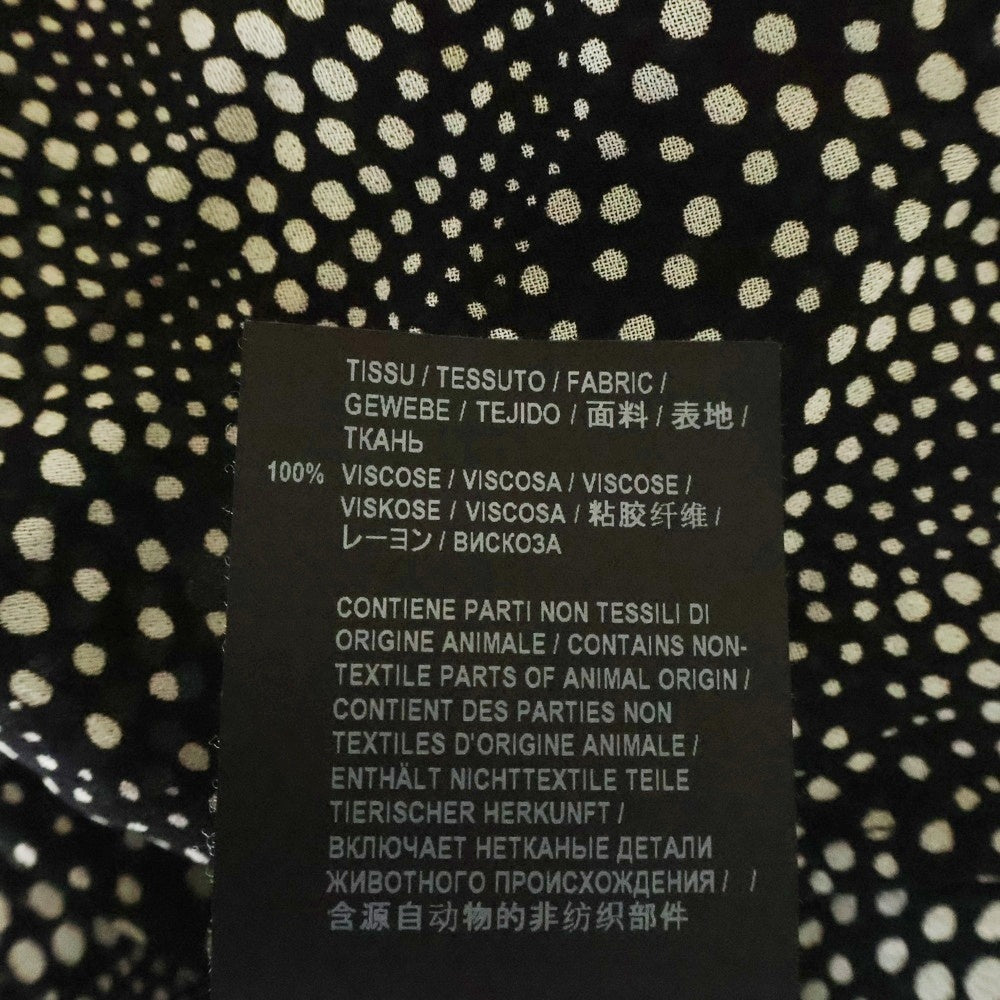 TISSU / TESSUTO / FABRIC /
GEWEBE / TEJIDO / 面料 / 表地 /
ТКАНЬ
100% VISCOSE / VISCOSA / VISCOSE /
VISKOSE / VISCOSA / 粘胶纤维 /
レーヨン / ВИСКОЗА
CONTIENE PARTI NON TESSILI DI
ORIGINE ANIMALE / CONTAINS NON-
TEXTILE PARTS OF ANIMAL ORIGIN /
CONTIENT DES PARTIES NON
TEXTILES D'ORIGINE ANIMALE /
ENTHÄLT NICHTTEXTILE TEILE
TIERISCHER HERKUNFT /
ВКЛЮЧАЕТ НЕТКАНЫЕ ДЕТАЛИ
ЖИВОТНОГО ПРОИСХОЖДЕНИЯ / /
含源自动物的非纺织部件